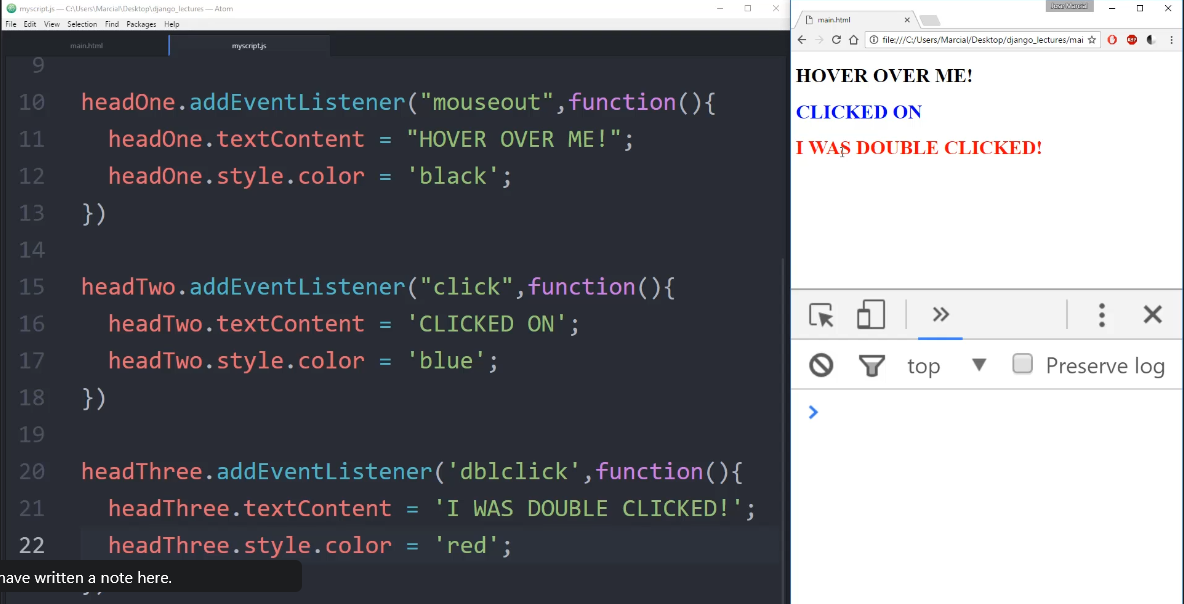 myscript.js — C:\Users\Marcial\Desktop\django_lectures — Atom
File Edit View Selection Find Packages Help
main.html myscript.js
9
10 headOne.addEventListener("mouseout",function(){
11 headOne.textContent = "HOVER OVER ME!";
12 headOne.style.color = 'black';
13 })
14
15 headTwo.addEventListener("click",function(){
16 headTwo.textContent = 'CLICKED ON';
17 headTwo.style.color = 'blue';
18 })
19
20 headThree.addEventListener('dblclick',function(){
21 headThree.textContent = 'I WAS DOUBLE CLICKED!';
22 headThree.style.color = 'red';
have written a note here.
main.html
file:///C:/Users/Marcial/Desktop/django_lectures/mai
HOVER OVER ME!
CLICKED ON
I WAS DOUBLE CLICKED!
top Preserve log